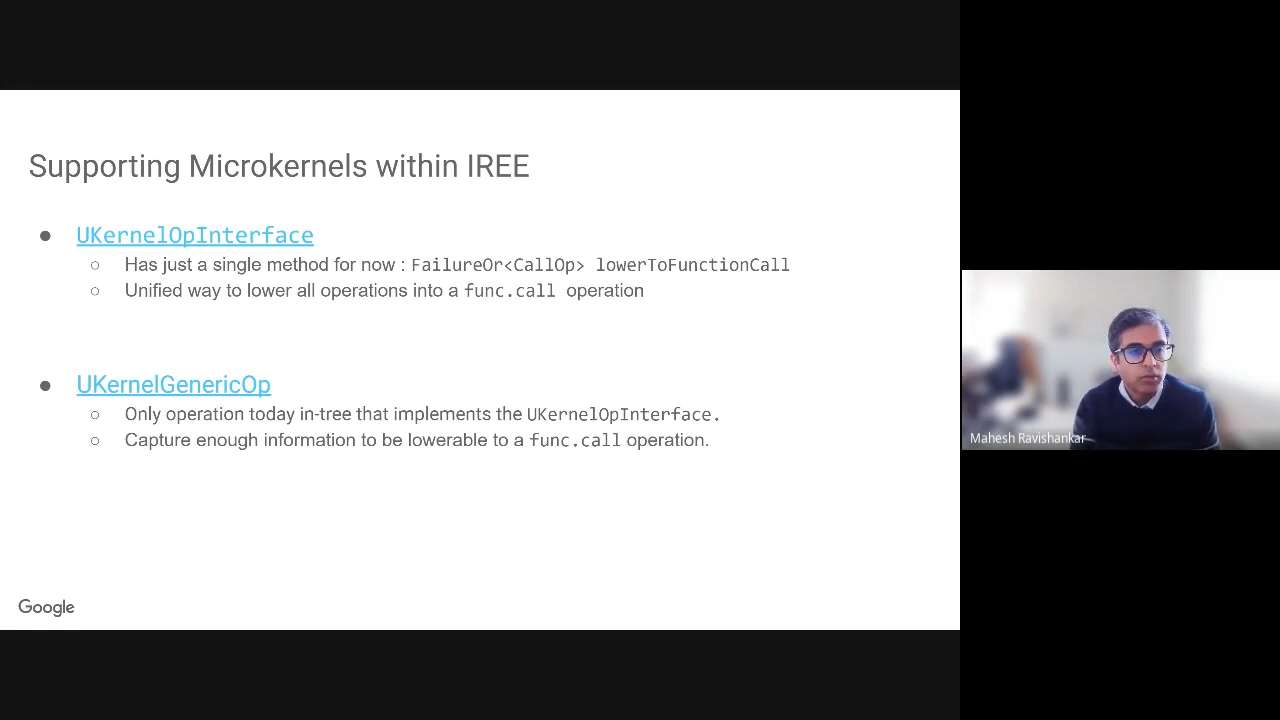 Supporting Microkernels within IREE
● UKernelOpInterface
○ Has just a single method for now : FailureOr<CallOp> lowerToFunctionCall
○ Unified way to lower all operations into a func.call operation
● UKernelGenericOp
○ Only operation today in-tree that implements the UKernelOpInterface.
○ Capture enough information to be lowerable to a func.call operation.
Google
Mahesh Ravishankar